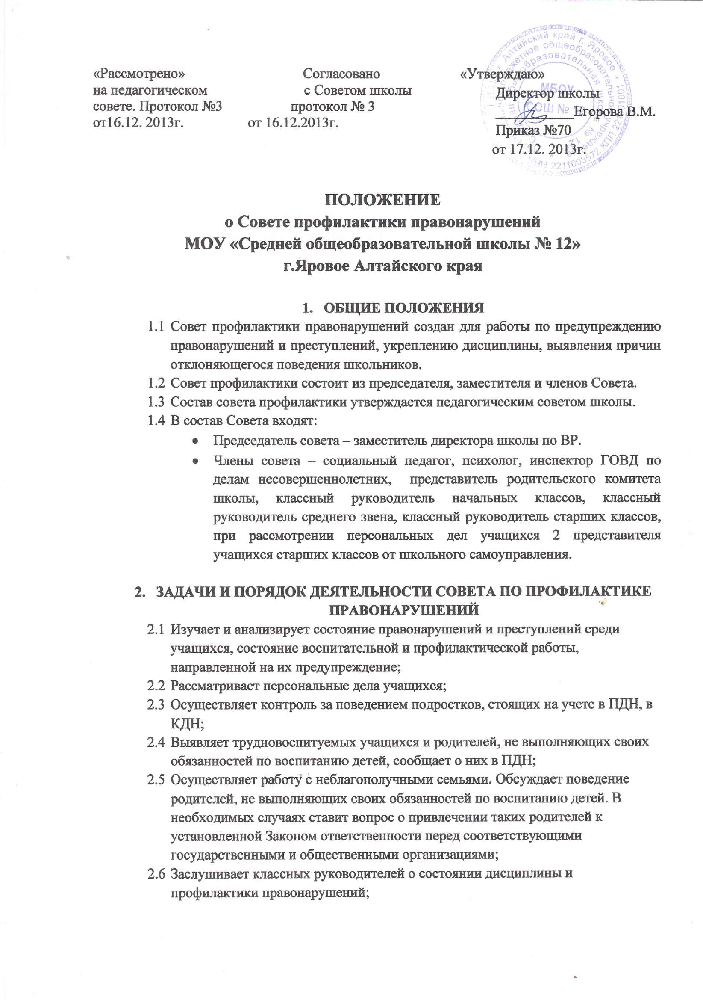 «Рассмотрено» Согласовано «Утверждаю»
на педагогическом с Советом школы Директор школы
совете. Протокол №3 протокол № 3 Егорова В.М.
от16.12. 2013г. от 16.12.2013г. Приказ №70
от 17.12. 2013г.
Алтайский край г. Яровое
МБОУ
СОШ № 12
ИНН 2211003572 КПП
ПОЛОЖЕНИЕ
о Совете профилактики правонарушений
МОУ «Средней общеобразовательной школы № 12»
г.Яровое Алтайского края
1. ОБЩИЕ ПОЛОЖЕНИЯ
1.1 Совет профилактики правонарушений создан для работы по предупреждению
правонарушений и преступлений, укреплению дисциплины, выявления причин
отклоняющегося поведения школьников.
1.2 Совет профилактики состоит из председателя, заместителя и членов Совета.
1.3 Состав совета профилактики утверждается педагогическим советом школы.
1.4 В состав Совета входят:
• Председатель совета – заместитель директора школы по ВР.
• Члены совета – социальный педагог, психолог, инспектор ГОВД по
делам несовершеннолетних, представитель родительского комитета
школы, классный руководитель начальных классов, классный
руководитель среднего звена, классный руководитель старших классов,
при рассмотрении персональных дел учащихся 2 представителя
учащихся старших классов от школьного самоуправления.
2. ЗАДАЧИ И ПОРЯДОК ДЕЯТЕЛЬНОСТИ СОВЕТА ПО ПРОФИЛАКТИКЕ
ПРАВОНАРУШЕНИЙ
2.1 Изучает и анализирует состояние правонарушений и преступлений среди
учащихся, состояние воспитательной и профилактической работы,
направленной на их предупреждение;
2.2 Рассматривает персональные дела учащихся;
2.3 Осуществляет контроль за поведением подростков, стоящих на учете в ПДН, в
КДН;
2.4 Выявляет трудновоспитуемых учащихся и родителей, не выполняющих своих
обязанностей по воспитанию детей, сообщает о них в ПДН;
2.5 Осуществляет работу с неблагополучными семьями. Обсуждает поведение
родителей, не выполняющих своих обязанностей по воспитанию детей. В
необходимых случаях ставит вопрос о привлечении таких родителей к
установленной Законом ответственности перед соответствующими
государственными и общественными организациями;
2.6 Заслушивает классных руководителей о состоянии дисциплины и
профилактики правонарушений;